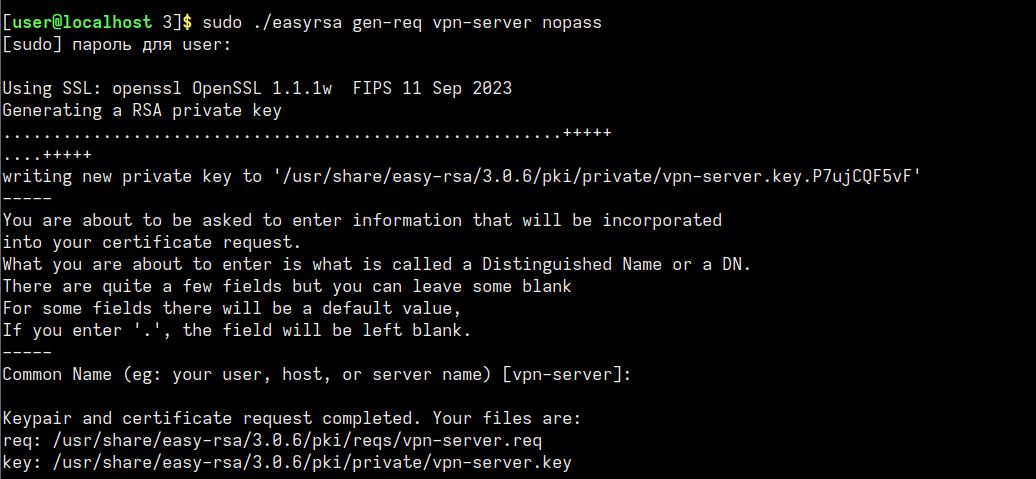 [user@localhost 3]$ sudo ./easyrsa gen-req vpn-server nopass
[sudo] пароль для user:
Using SSL: openssl OpenSSL 1.1.1w  FIPS 11 Sep 2023
Generating a RSA private key
........................................................+++++
....+++++
writing new private key to '/usr/share/easy-rsa/3.0.6/pki/private/vpn-server.key.P7ujCQF5vF'
-----
You are about to be asked to enter information that will be incorporated
into your certificate request.
What you are about to enter is what is called a Distinguished Name or a DN.
There are quite a few fields but you can leave some blank
For some fields there will be a default value,
If you enter '.', the field will be left blank.
-----
Common Name (eg: your user, host, or server name) [vpn-server]:
Keypair and certificate request completed. Your files are:
req: /usr/share/easy-rsa/3.0.6/pki/reqs/vpn-server.req
key: /usr/share/easy-rsa/3.0.6/pki/private/vpn-server.key